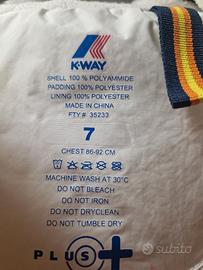 K-WAY
SHELL 100 % POLYAMMIDE
PADDING 100% POLYESTER
LINING 100% POLYESTER
MADE IN CHINA
FTY # 35233
7
CHEST 86-92 CM
MACHINE WASH AT 30°C
DO NOT BLEACH
DO NOT IRON
DO NOT DRYCLEAN
DO NOT TUMBLE DRY
PLUS+
subito